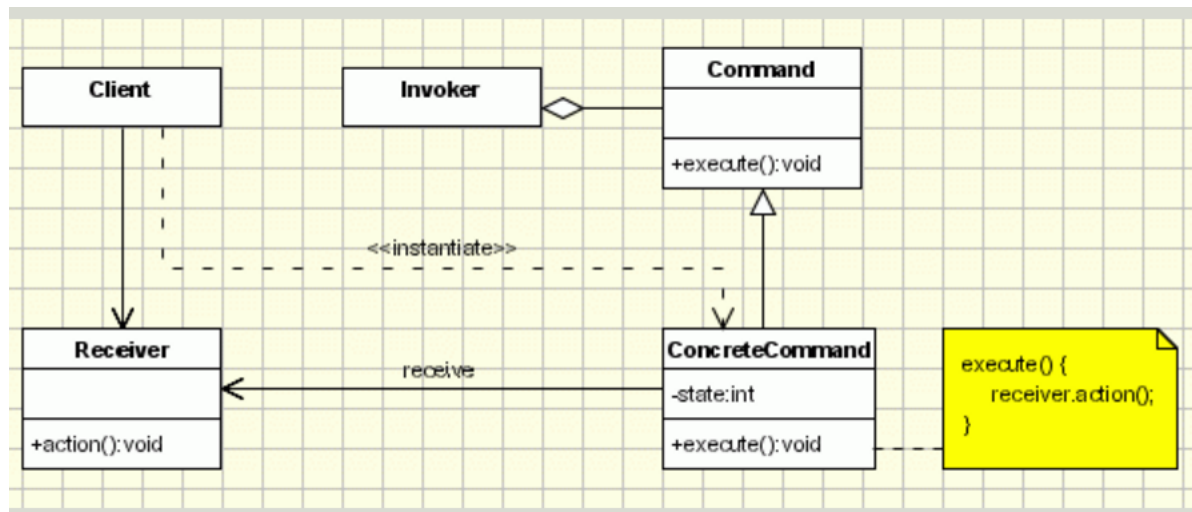 Client
Invoker
Command
+execute():void
<<instantiate>>
Receiver
+action():void
receive
ConcreteCommand
-state:int
+execute():void
execute() {
receiver.action();
}